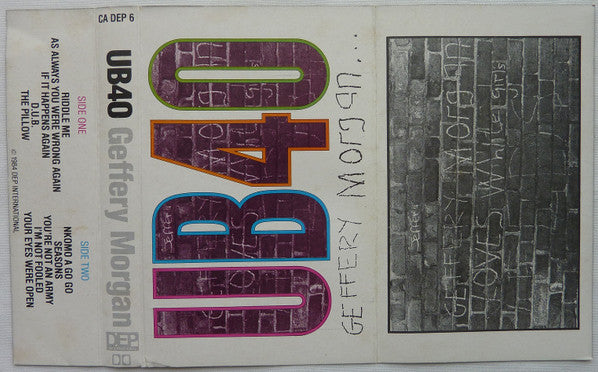 CA DEP 6
UB40 Geffery Morgan
DEP
INTERNATIONAL
SIDE ONE
RIDDLE ME
AS ALWAYS YOU WERE WRONG AGAIN
IF IT HAPPENS AGAIN
D.U.B.
THE PILLOW
SIDE TWO
NKOMO A GO GO
SEASONS
YOU'RE NOT AN ARMY
I'M NOT FOOLED
YOUR EYES WERE OPEN
© 1984 DEP INTERNATIONAL
UB40
GEFFERY MORgAn...
GEFFERY MORgAn
LOVES White girls